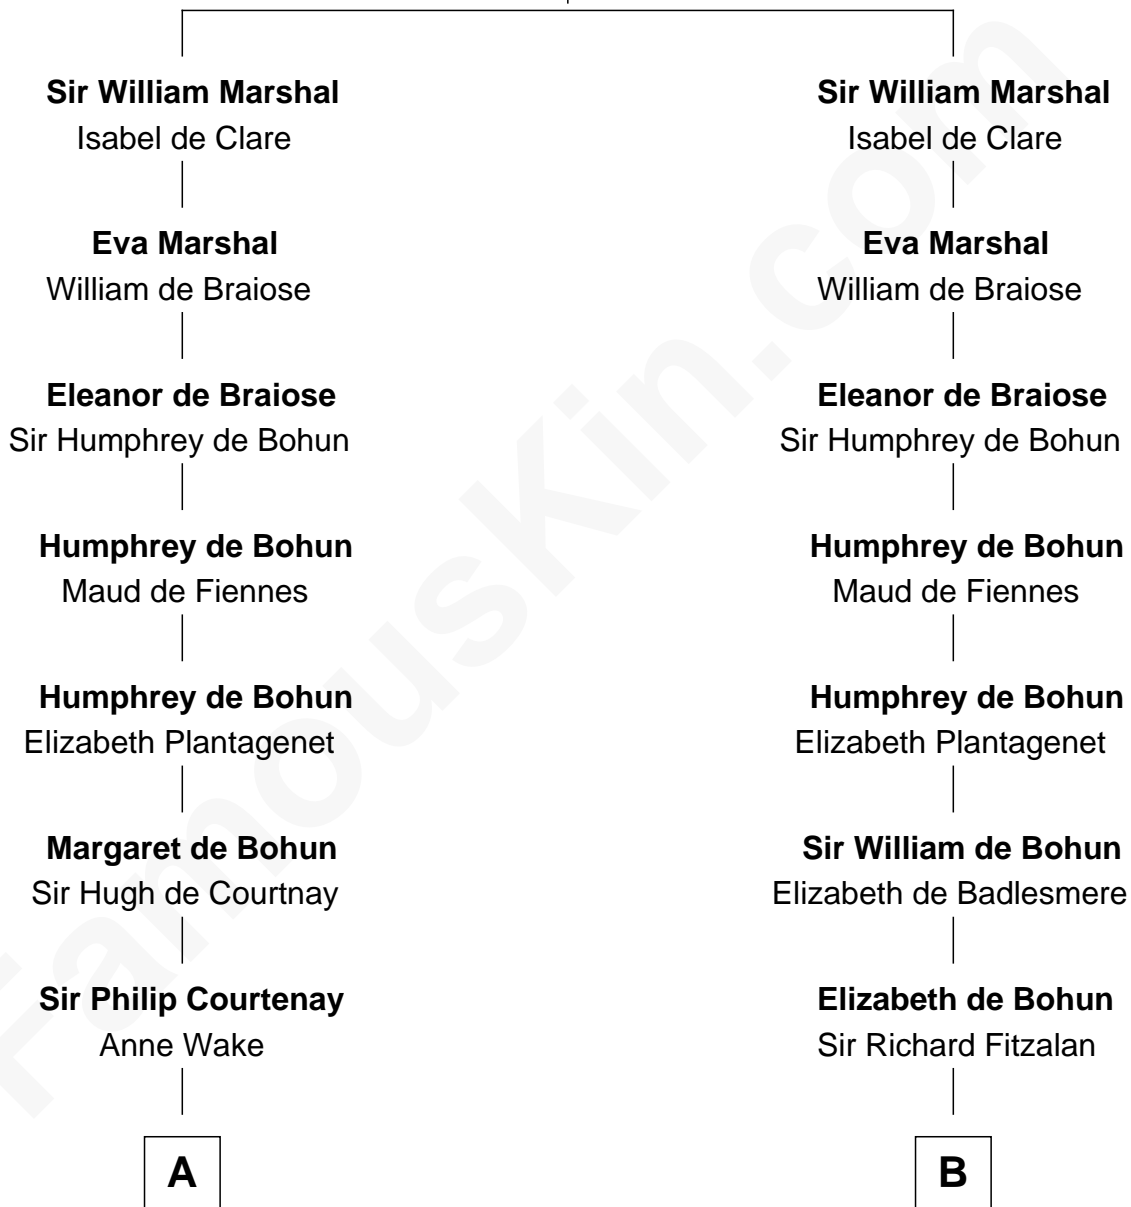 Sir William Marshal
Isabel de Clare
Eva Marshal
William de Braiose
Eleanor de Braiose
Sir Humphrey de Bohun
Humphrey de Bohun
Maud de Fiennes
Humphrey de Bohun
Elizabeth Plantagenet
Margaret de Bohun
Sir Hugh de Courtnay
Sir Philip Courtenay
Anne Wake
A
Sir William Marshal
Isabel de Clare
Eva Marshal
William de Braiose
Eleanor de Braiose
Sir Humphrey de Bohun
Humphrey de Bohun
Maud de Fiennes
Humphrey de Bohun
Elizabeth Plantagenet
Sir William de Bohun
Elizabeth de Badlesmere
Elizabeth de Bohun
Sir Richard Fitzalan
B
FamousKin.com